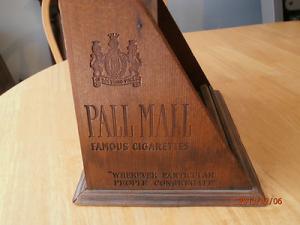 PALL MALL
FAMOUS CIGARETTES
"WHEREVER PARTICULAR
PEOPLE CONGREGATE"